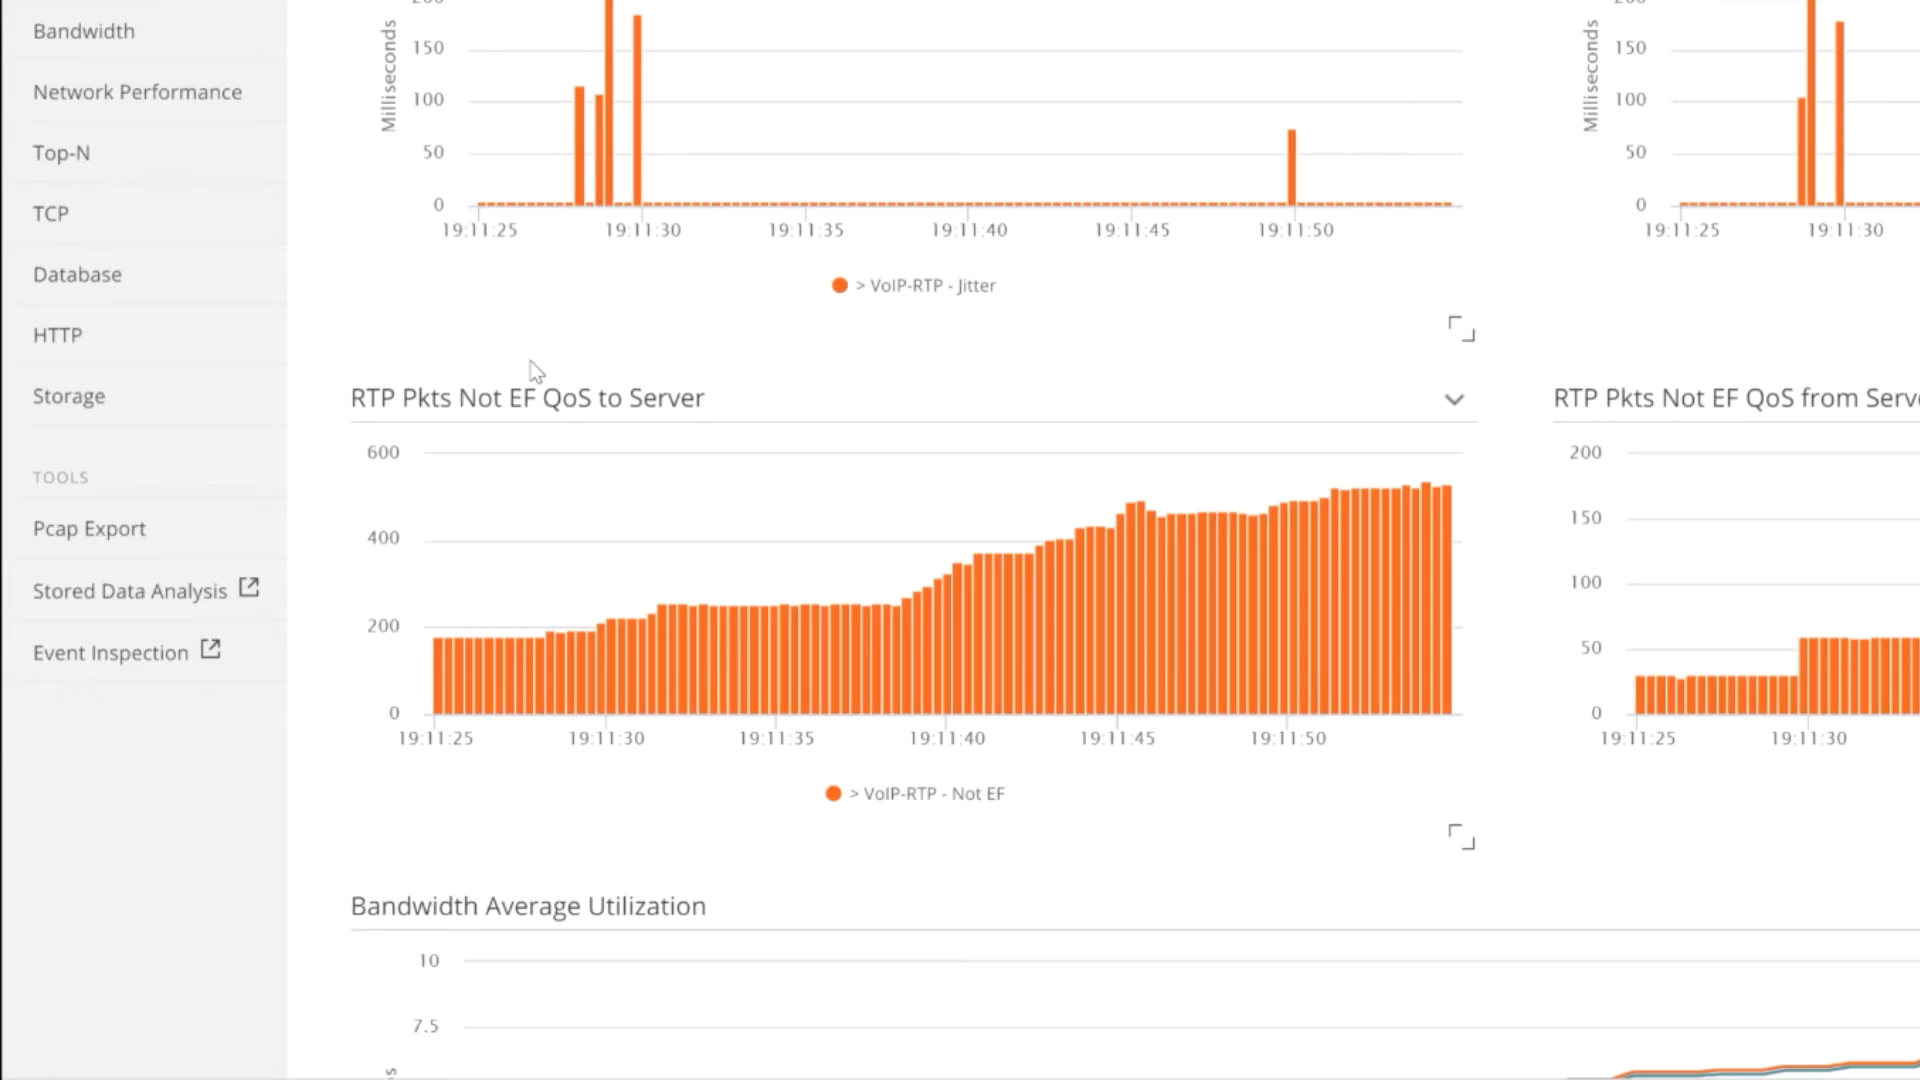 Bandwidth
Network Performance
Top-N
TCP
Database
HTTP
Storage
TOOLS
Pcap Export
Stored Data Analysis
Event Inspection
Milliseconds
150
100
50
0
19:11:25 19:11:30 19:11:35 19:11:40 19:11:45 19:11:50
> VoIP-RTP - Jitter
Milliseconds
150
100
50
0
19:11:25 19:11:30
RTP Pkts Not EF QoS to Server
600
400
200
0
19:11:25 19:11:30 19:11:35 19:11:40 19:11:45 19:11:50
> VoIP-RTP - Not EF
RTP Pkts Not EF QoS from Serve
200
150
100
50
0
19:11:25 19:11:30
Bandwidth Average Utilization
10
7.5